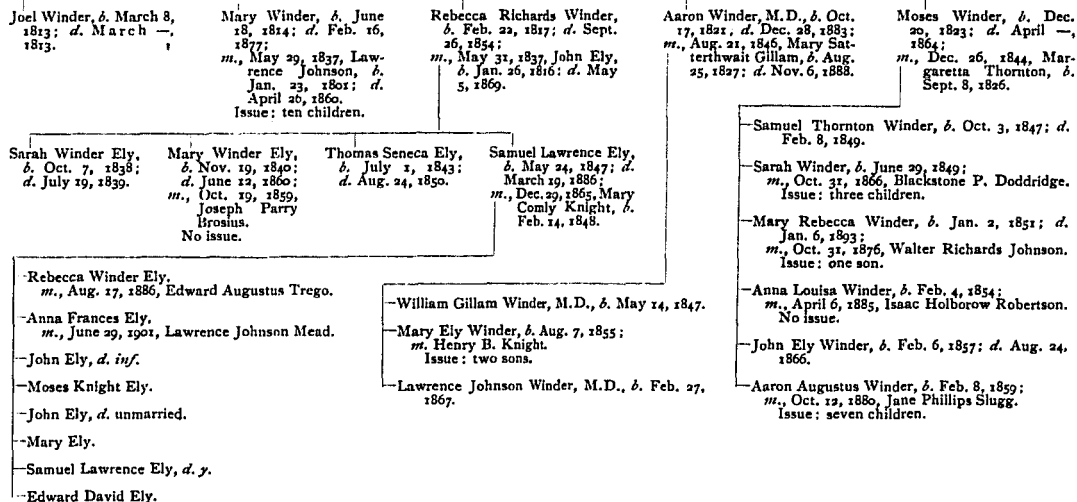 Joel Winder, b. March 8,
1813; d. March —,
1813.
Mary Winder, b. June
18, 1814; d. Feb. 16,
1877;
m., May 29, 1837, Law-
rence Johnson, b.
Jan. 23, 1801; d.
April 26, 1860.
Issue: ten children.
Rebecca Richards Winder,
b. Feb. 22, 1817; d. Sept.
26, 1854;
m., May 31, 1837, John Ely,
b. Jan. 26, 1816; d. May
5, 1869.
Aaron Winder, M.D., b. Oct.
17, 1821, d. Dec. 28, 1883;
m., Aug. 21, 1846, Mary Sat-
terthwait Gillam, b. Aug.
25, 1827; d. Nov. 6, 1888.
Moses Winder, b. Dec.
20, 1823; d. April —,
1864;
m., Dec. 26, 1844, Mar-
garetta Thornton, b.
Sept. 8, 1826.
Sarah Winder Ely,
b. Oct. 7, 1838;
d. July 19, 1839.
Mary Winder Ely,
b. Nov. 19, 1840;
d. June 12, 1860;
m., Oct. 19, 1859,
Joseph Parry
Brosius.
No issue.
Thomas Seneca Ely,
b. July 1, 1843;
d. Aug. 24, 1850.
Samuel Lawrence Ely,
b. May 24, 1847; d.
March 19, 1886;
m., Dec. 29, 1865, Mary
Comly Knight, b.
Feb. 14, 1848.
Rebecca Winder Ely.
m., Aug. 17, 1886, Edward Augustus Trego.
Anna Frances Ely.
m., June 29, 1901, Lawrence Johnson Mead.
John Ely, d. inf.
Moses Knight Ely.
John Ely, d. unmarried.
Mary Ely.
Samuel Lawrence Ely, d. y.
Edward David Ely.
William Gillam Winder, M.D., b. May 14, 1847.
Mary Ely Winder, b. Aug. 7, 1855;
m. Henry B. Knight.
Issue: two sons.
Lawrence Johnson Winder, M.D., b. Feb. 27,
1867.
Samuel Thornton Winder, b. Oct. 3, 1847; d.
Feb. 8, 1849.
Sarah Winder, b. June 29, 1849;
m., Oct. 31, 1866, Blackstone P. Doddridge.
Issue: three children.
Mary Rebecca Winder, b. Jan. 2, 1851; d.
Jan. 6, 1893;
m., Oct. 31, 1876, Walter Richards Johnson.
Issue: one son.
Anna Louisa Winder, b. Feb. 4, 1854;
m., April 6, 1885, Isaac Holborow Robertson.
No issue.
John Ely Winder, b. Feb. 6, 1857; d. Aug. 24,
1866.
Aaron Augustus Winder, b. Feb. 8, 1859;
m., Oct. 12, 1880, Jane Phillips Slugg.
Issue: seven children.